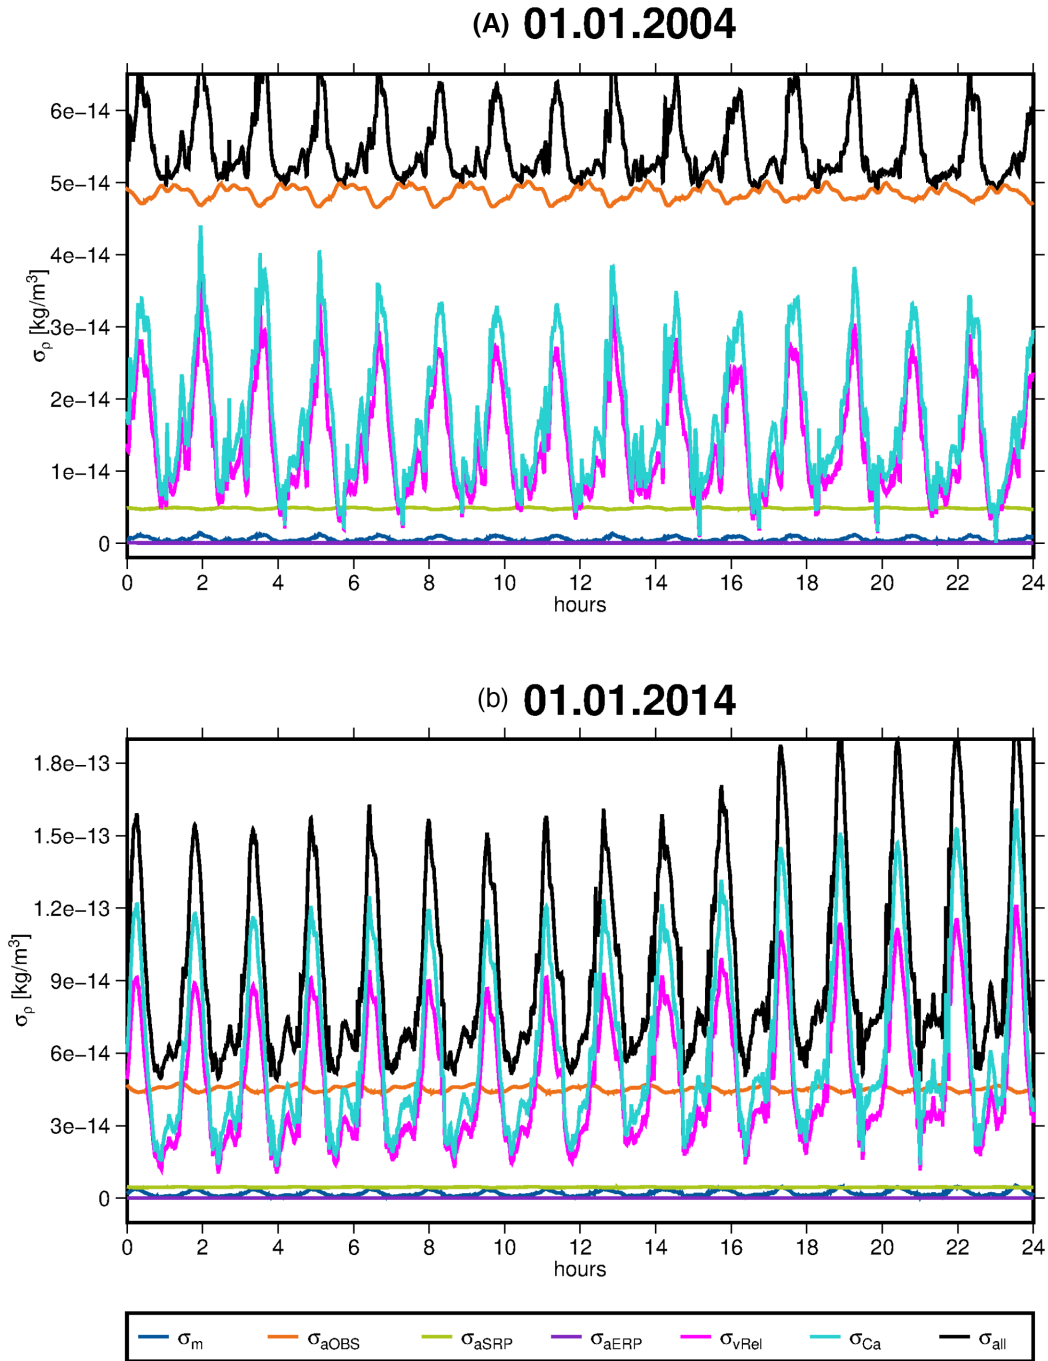 (A) 01.01.2004
6e−14
5e−14
4e−14
3e−14
2e−14
1e−14
0
σρ [kg/m³]
0 2 4 6 8 10 12 14 16 18 20 22 24
hours
(b) 01.01.2014
1.8e−13
1.5e−13
1.2e−13
9e−14
6e−14
3e−14
0
σρ [kg/m³]
0 2 4 6 8 10 12 14 16 18 20 22 24
hours
σm σaOBS σaSRP σaERP σvRel σCa σall